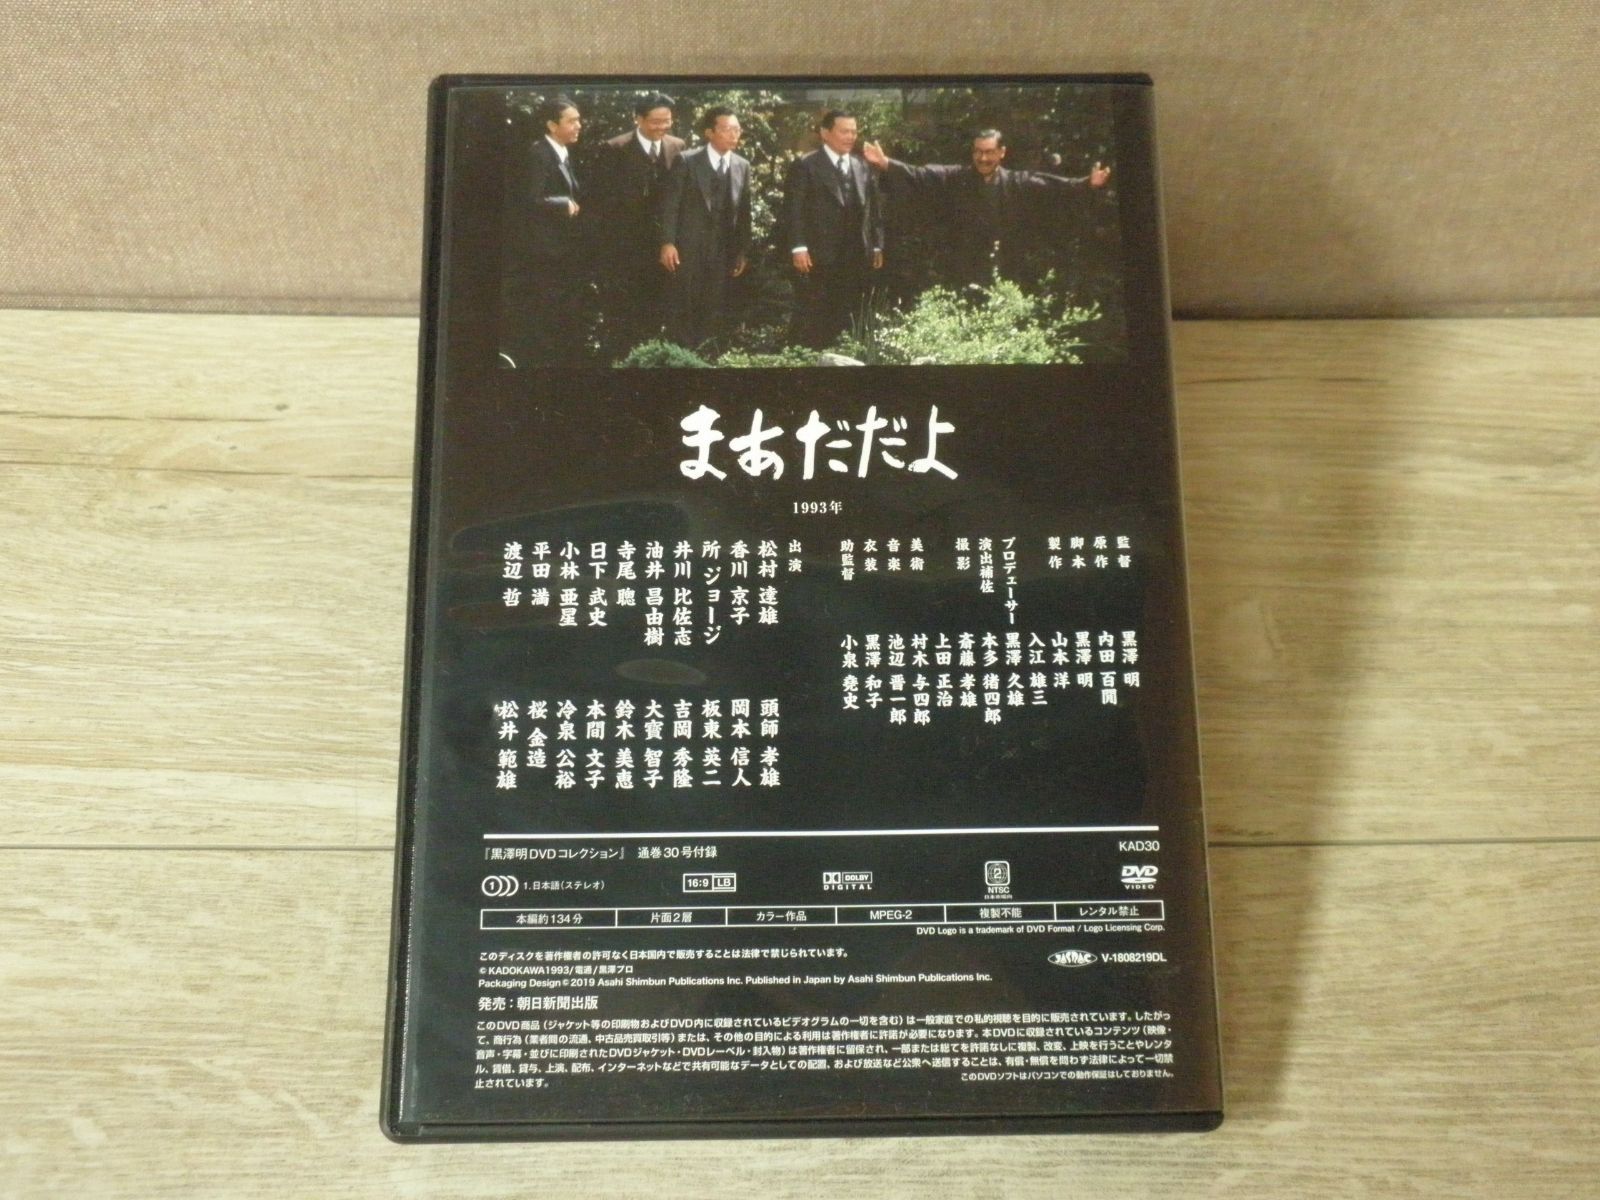 まあだだよ
1993年
監督 黒澤 明
原作 内田 百閒
脚本 黒澤 明
製作 山本 洋
入江 雄三
プロデューサー 黒澤 久雄
演出補佐 本多 猪四郎
撮影 斎藤 孝雄
上田 正治
美術 村木 与四郎
音楽 池辺 晋一郎
衣装 黒澤 和子
助監督 小泉 堯史
出演
松村 達雄
香川 京子
所 ジョージ
井川 比佐志
油井 昌由樹
寺尾 聰
日下 武史
小林 亜星
平田 満
渡辺 哲
頭師 孝雄
岡本 信人
板東 英二
吉岡 秀隆
大寶 智子
鈴木 美恵
本間 文子
冷泉 公裕
桜 金造
松井 範雄
『黒澤明DVDコレクション』 通巻30号付録
KAD30
1 1.日本語(ステレオ)
16:9 LB
DOLBY
DIGITAL
2
NTSC
日本市場向
DVD
VIDEO
本編約134分 片面2層 カラー作品 MPEG-2 複製不能 レンタル禁止
DVD Logo is a trademark of DVD Format / Logo Licensing Corp.
このディスクを著作権者の許可なく日本国内で販売することは法律で禁じられています。
© KADOKAWA1993/電通/黒澤プロ
Packaging Design © 2019 Asahi Shimbun Publications Inc. Published in Japan by Asahi Shimbun Publications Inc.
JASRAC V-1808219DL
発売:朝日新聞出版
このDVD商品(ジャケット等の印刷物およびDVD内に収録されているビデオグラムの一切を含む)は一般家庭での私的視聴を目的に販売されています。したがっ
て、商行為(業者間の流通、中古品売買取引等)または、その他の目的による利用は著作権者に許諾が必要になります。本DVDに収録されているコンテンツ(映像・
音声・字幕・並びに印刷されたDVDジャケット・DVDレーベル・封入物)は著作権者に留保され、一部または総てを許諾なしに複製、改変、上映を行うことやレンタ
ル、賃借、貸与、上演、配布、インターネットなどで共有可能なデータとしての配置、および放送など公衆へ送信することは、有償・無償を問わず法律によって一切禁
止されています。
このDVDソフトはパソコンでの動作保証はしておりません。